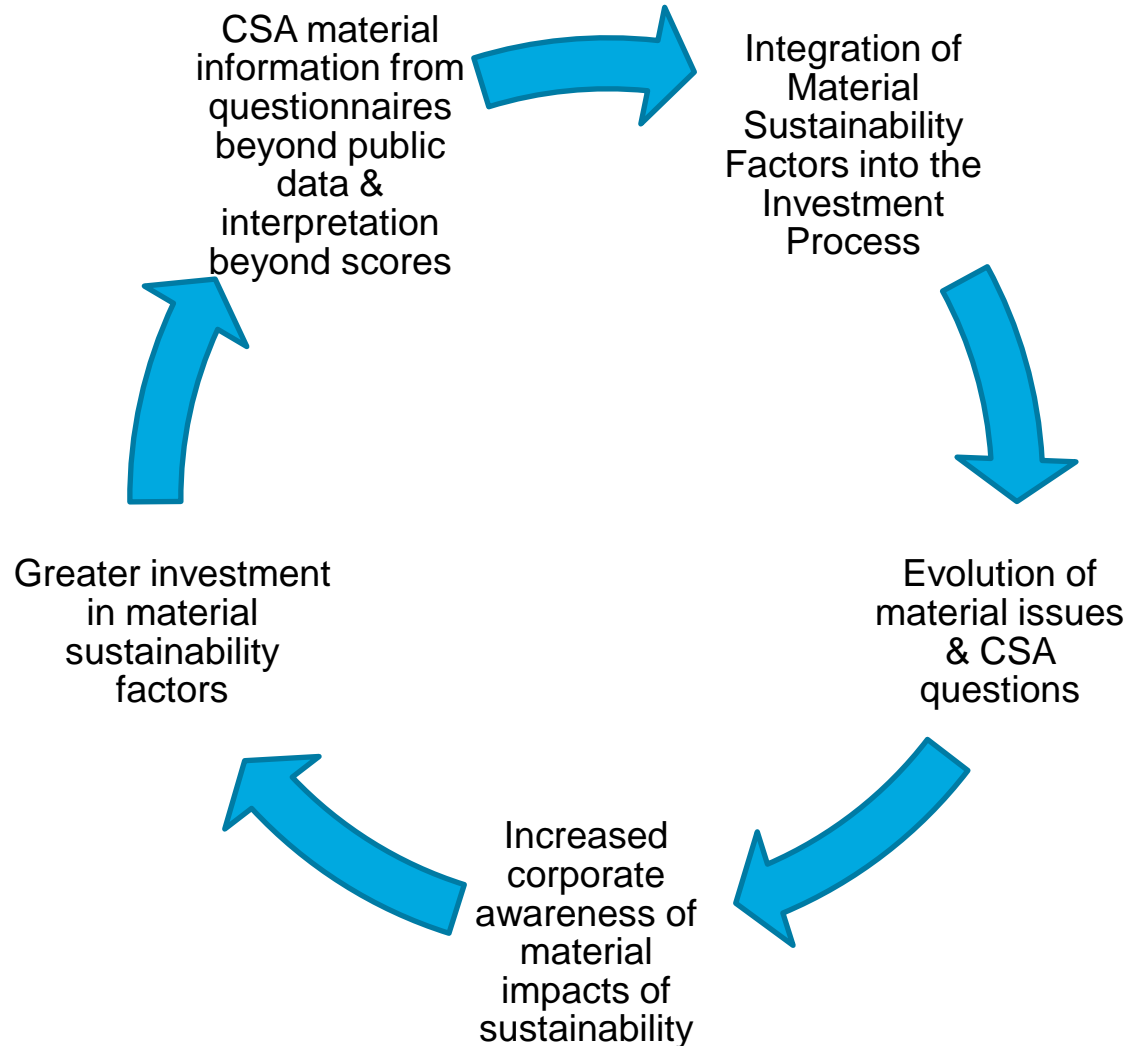 CSA material
information from
questionnaires
beyond public
data &
interpretation
beyond scores
Integration of
Material
Sustainability
Factors into the
Investment
Process
Evolution of
material issues
& CSA
questions
Increased
corporate
awareness of
material
impacts of
sustainability
Greater investment
in material
sustainability
factors